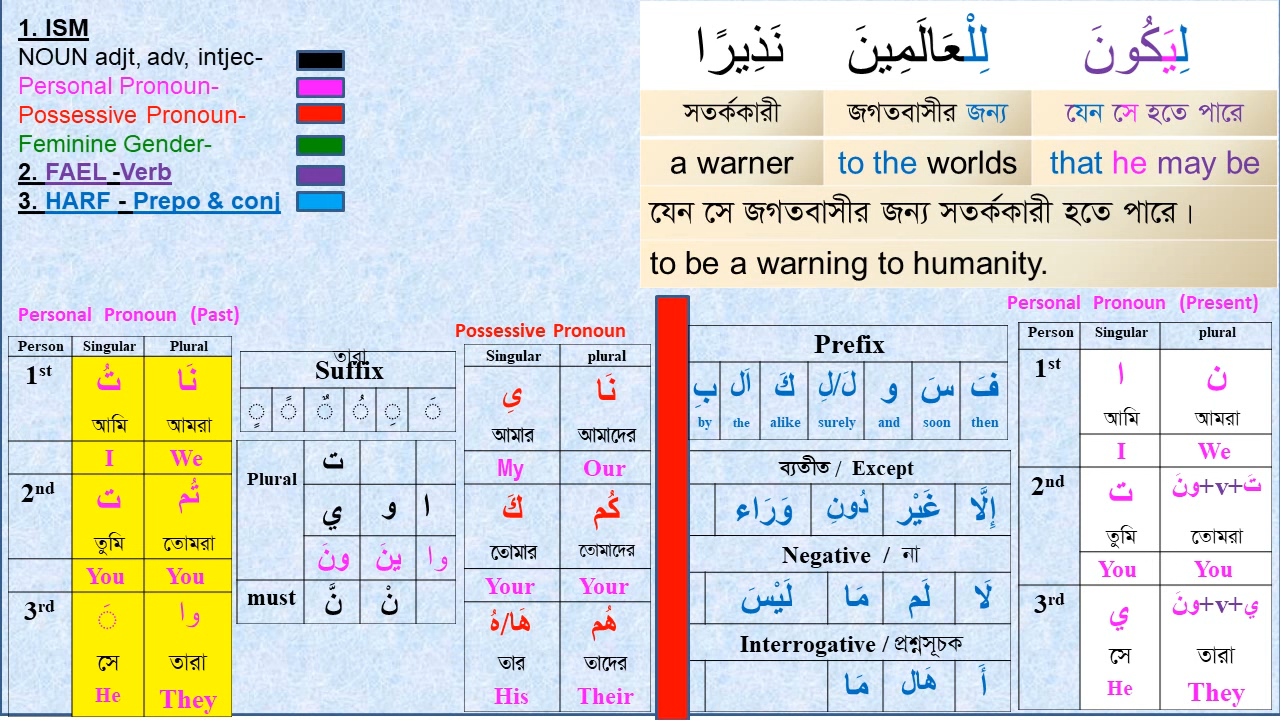 1. ISM
NOUN adjt, adv, intjec-
Personal Pronoun-
Possessive Pronoun-
Feminine Gender-
2. FAEL -Verb
3. HARF - Prepo & conj
لِيَكُونَ لِلْعَالَمِينَ نَذِيرًا
সতর্ককারী জগতবাসীর জন্য যেন সে হতে পারে
a warner to the worlds that he may be
যেন সে জগতবাসীর জন্য সতর্ককারী হতে পারে।
to be a warning to humanity.
Personal Pronoun (Past)
Person Singular Plural
1st تُ نَا
আমি আমরা
I We
2nd ت تُم
তুমি তোমরা
You You
3rd َ وا
সে তারা
He They
তারা
Suffix
ٍ ً ٌ ُ ِ َ
Plural ت
ي و ا
ونَ ينَ وا
must نَّ نْ
Possessive Pronoun
Singular plural
يِ نَا
আমার আমাদের
My Our
كَ كُم
তোমার তোমাদের
Your Your
هَا/هُ هُم
তার তাদের
His Their
Prefix
بِ اَل كَ لَ/لِ و سَ فَ
by the alike surely and soon then
ব্যতীত / Except
وَرَاء دُونِ غَيْر إِلَّا
Negative / না
لَيْسَ مَا لَم لَا
Interrogative / প্রশ্নসূচক
مَا هَال أَ
Personal Pronoun (Present)
Person Singular plural
1st ا ن
আমি আমরা
I We
2nd ت تَ+v+ونَ
তুমি তোমরা
You You
3rd ي ي+v+ونَ
সে তারা
He They